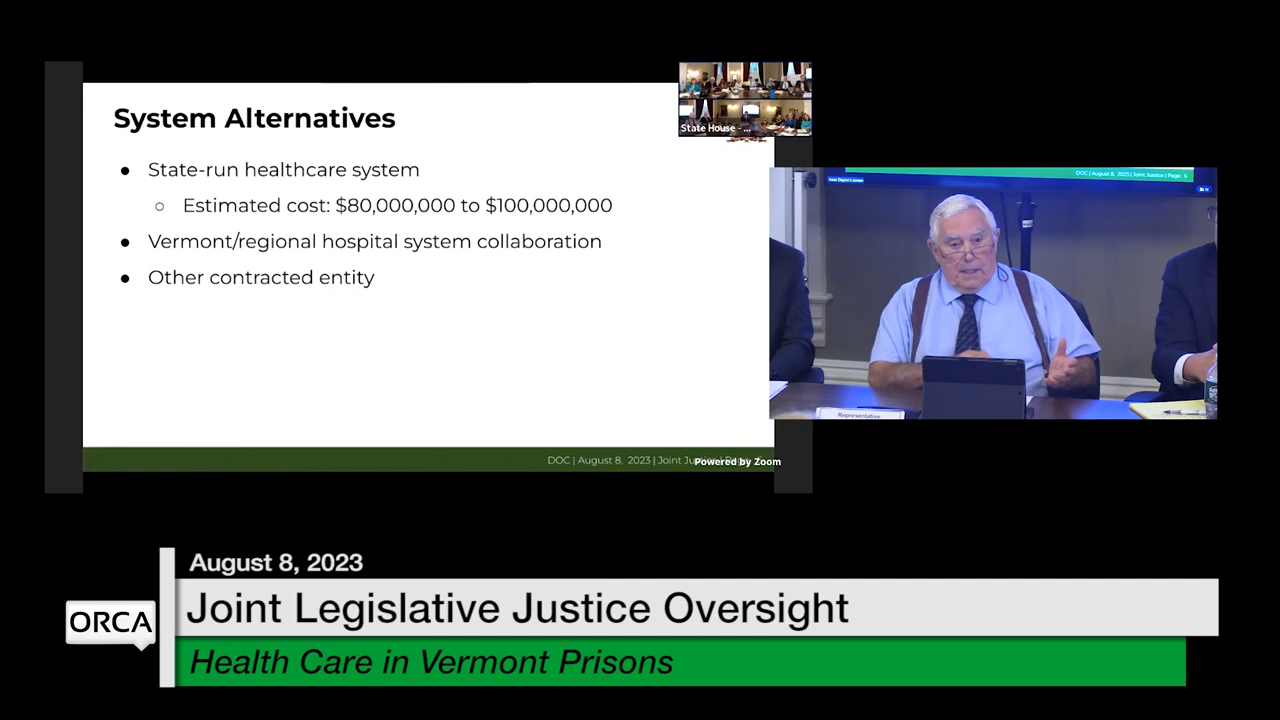 System Alternatives
● State-run healthcare system
○ Estimated cost: $80,000,000 to $100,000,000
● Vermont/regional hospital system collaboration
● Other contracted entity
State House - ...
DOC | August 8, 2023 | Joint Justice | Page 6
Representative
DOC | August 8, 2023 | Joint
Powered by Zoom
August 8, 2023
ORCA
Joint Legislative Justice Oversight
Health Care in Vermont Prisons